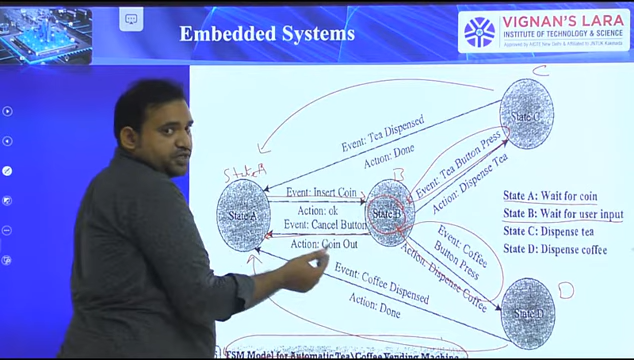 Embedded Systems
VIGNAN'S LARA
INSTITUTE OF TECHNOLOGY & SCIENCE
C
State C
Event: Tea Dispensed
Action: Done
Event: Tea Button Press
Action: Dispense Tea
State A
B
Event: Insert Coin
Action: ok
State A
State B
Event: Cancel Button
Action: Coin Out
State A: Wait for coin
State B: Wait for user input
State C: Dispense tea
State D: Dispense coffee
Event: Coffee
Button Press
Action: Dispense Coffee
Event: Coffee Dispensed
Action: Done
D
State D
FSM Model for Automatic Tea\Coffee Vending Machine